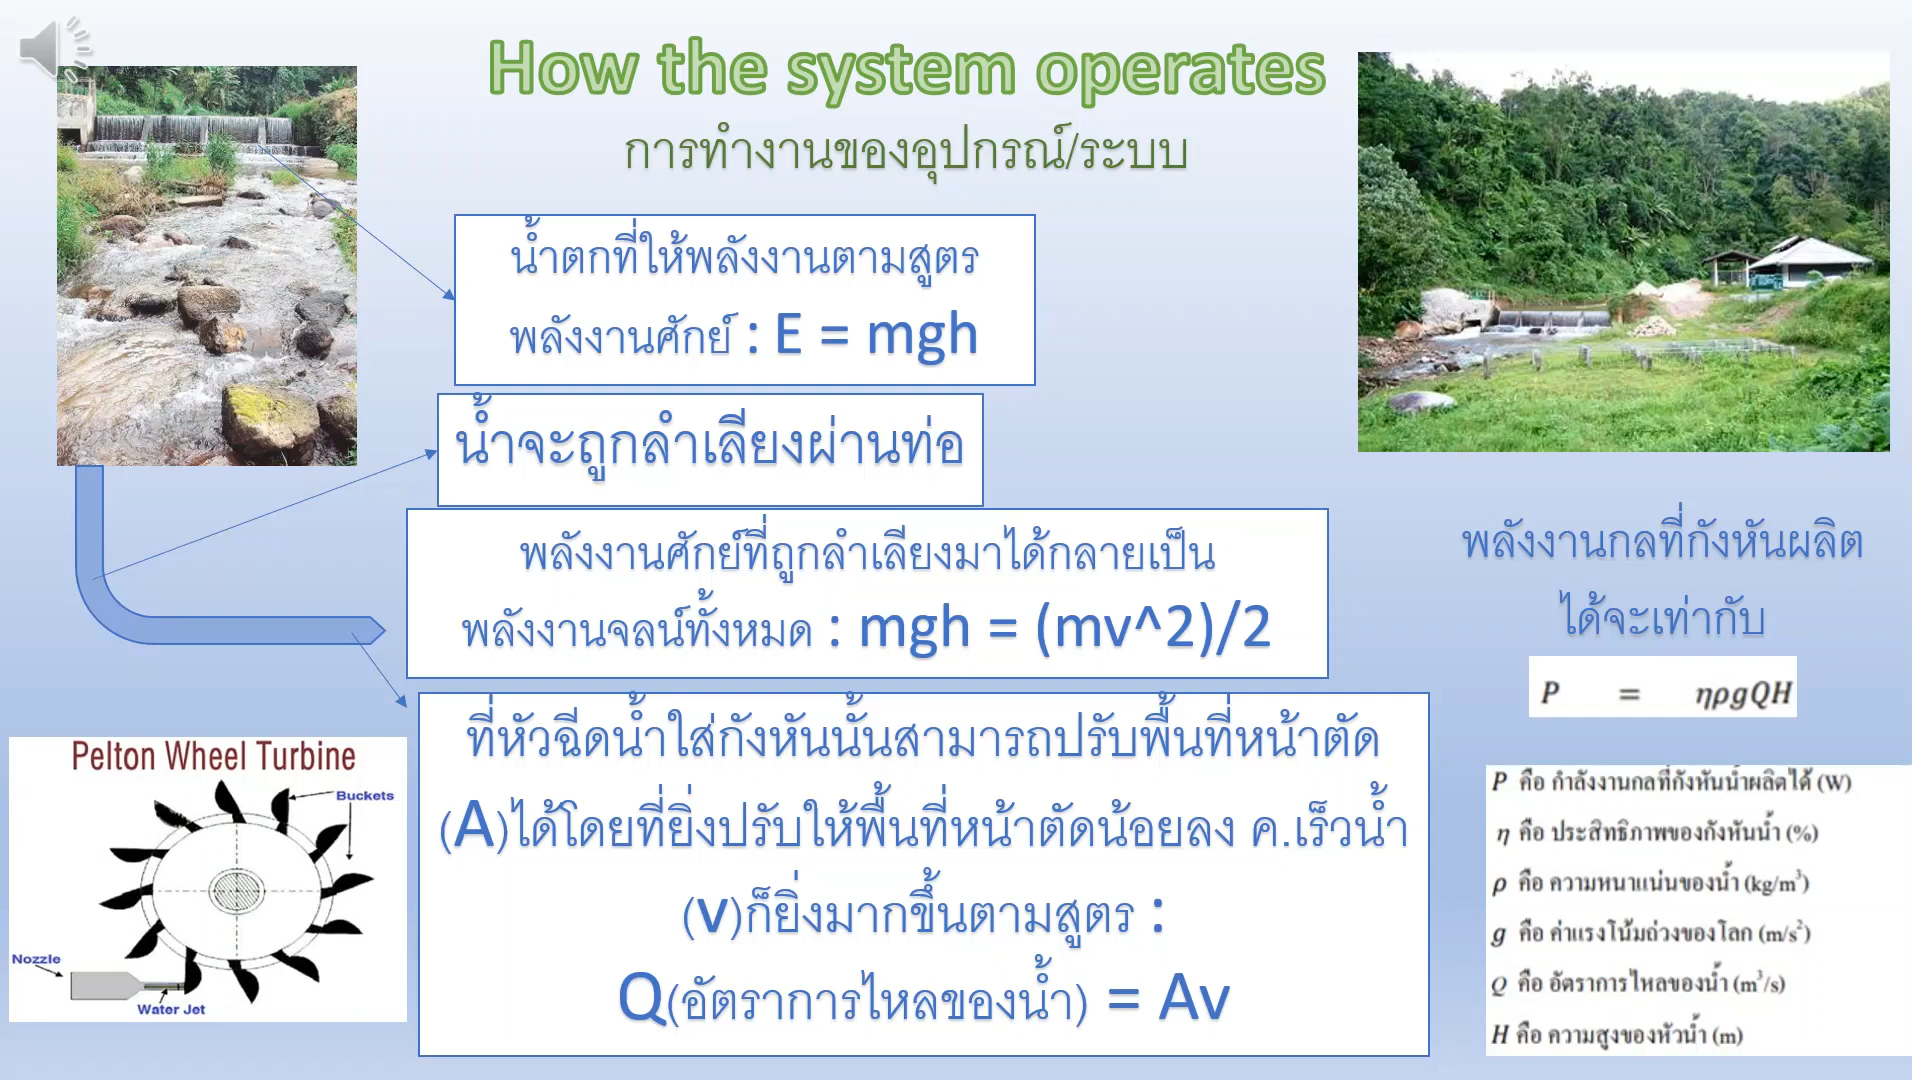 How the system operates
การทำงานของอุปกรณ์/ระบบ
น้ำตกที่ให้พลังงานตามสูตร
พลังงานศักย์ : E = mgh
น้ำจะถูกลำเลียงผ่านท่อ
พลังงานศักย์ที่ถูกลำเลียงมาได้กลายเป็น
พลังงานจลน์ทั้งหมด : mgh = (mv^2)/2
ที่หัวฉีดน้ำใส่กังหันนั้นสามารถปรับพื้นที่หน้าตัด
(A)ได้โดยที่ยิ่งปรับให้พื้นที่หน้าตัดน้อยลง ค.เร็วน้ำ
(v)ก็ยิ่งมากขึ้นตามสูตร :
Q(อัตราการไหลของน้ำ) = Av
Pelton Wheel Turbine
Buckets
Nozzle
Water Jet
พลังงานกลที่กังหันผลิต
ได้จะเท่ากับ
P = ηρgQH
P คือ กำลังงานกลที่กังหันน้ำผลิตได้ (W)
η คือ ประสิทธิภาพของกังหันน้ำ (%)
ρ คือ ความหนาแน่นของน้ำ (kg/m³)
g คือ ค่าแรงโน้มถ่วงของโลก (m/s²)
Q คือ อัตราการไหลของน้ำ (m³/s)
H คือ ความสูงของหัวน้ำ (m)